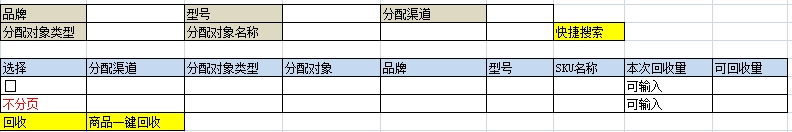 品牌 型号 分配渠道
分配对象类型 分配对象名称 快捷搜索
选择 分配渠道 分配对象类型 分配对象 品牌 型号 SKU名称 本次回收量 可回收量
可输入
不分页 可输入
回收 商品一键回收